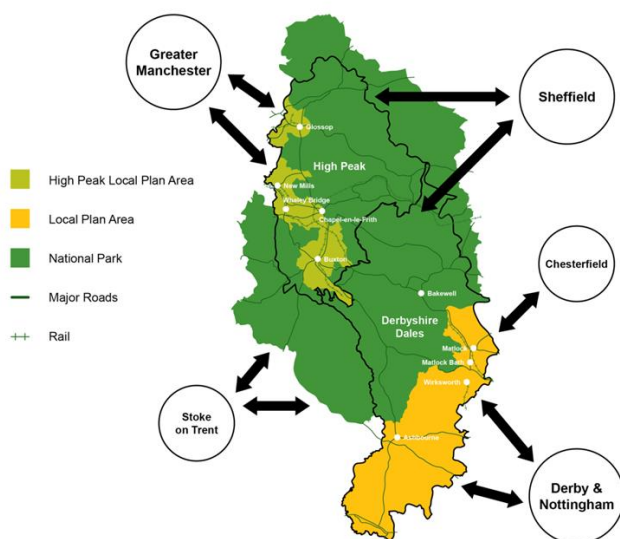 Greater
Manchester
Sheffield
Glossop
High Peak
High Peak Local Plan Area
New Mills
Whaley Bridge
Chapel-en-le-Frith
Local Plan Area
National Park
Buxton
Chesterfield
Major Roads
Bakewell
Rail
Derbyshire
Dales
Matlock
Matlock Bath
Wirksworth
Stoke
on Trent
Ashbourne
Derby &
Nottingham